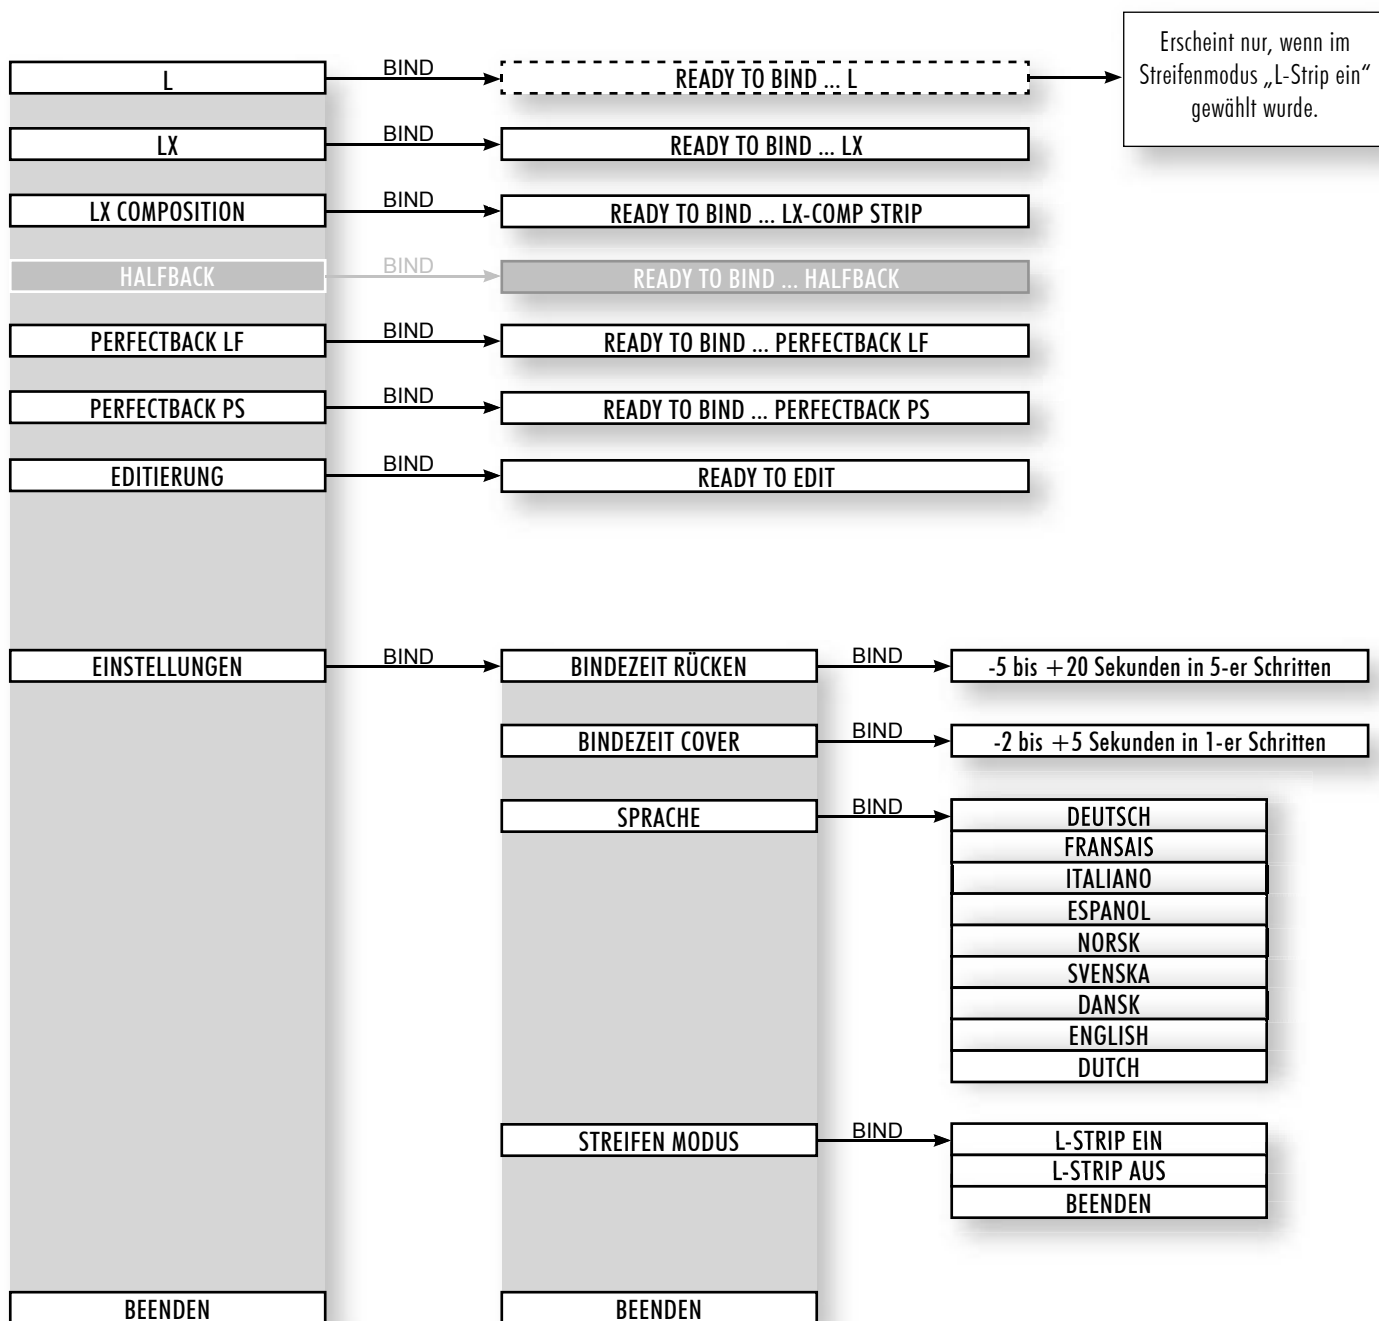 Erscheint nur, wenn im
Streifenmodus „L-Strip ein“
gewählt wurde.
L BIND READY TO BIND ... L
LX BIND READY TO BIND ... LX
LX COMPOSITION BIND READY TO BIND ... LX-COMP STRIP
HALFBACK BIND READY TO BIND ... HALFBACK
PERFECTBACK LF BIND READY TO BIND ... PERFECTBACK LF
PERFECTBACK PS BIND READY TO BIND ... PERFECTBACK PS
EDITIERUNG BIND READY TO EDIT
EINSTELLUNGEN BIND BINDEZEIT RÜCKEN BIND -5 bis +20 Sekunden in 5-er Schritten
BINDEZEIT COVER BIND -2 bis +5 Sekunden in 1-er Schritten
SPRACHE BIND DEUTSCH
FRANSAIS
ITALIANO
ESPANOL
NORSK
SVENSKA
DANSK
ENGLISH
DUTCH
STREIFEN MODUS BIND L-STRIP EIN
L-STRIP AUS
BEENDEN
BEENDEN BEENDEN